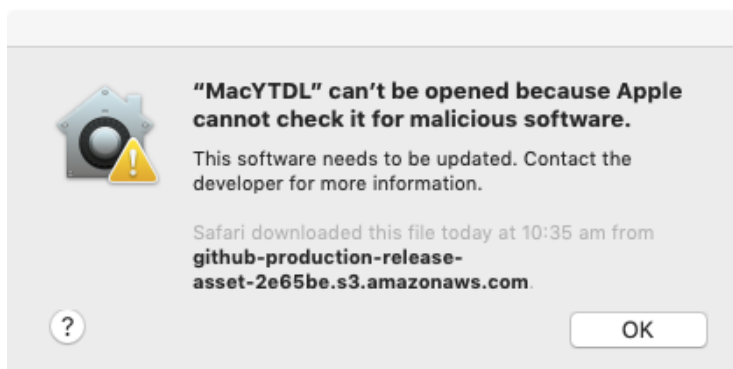 “MacYTDL” can’t be opened because Apple
cannot check it for malicious software.
This software needs to be updated. Contact the
developer for more information.
Safari downloaded this file today at 10:35 am from
github-production-release-
asset-2e65be.s3.amazonaws.com.
?
OK